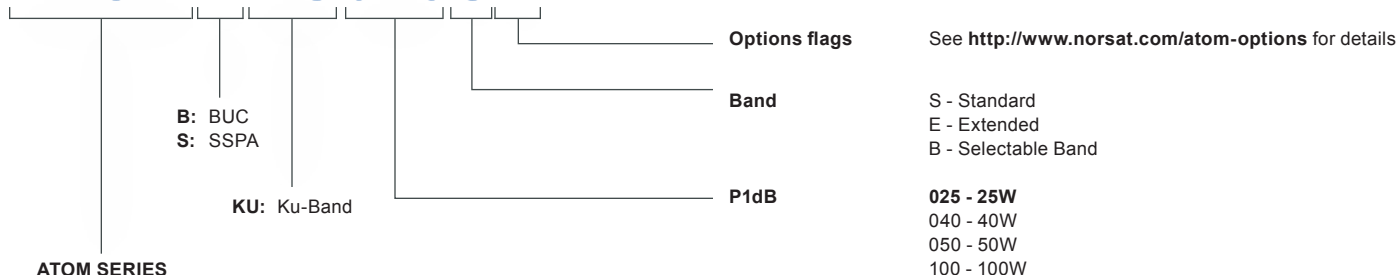 Options flags See http://www.norsat.com/atom-options for details
Band S - Standard
E - Extended
B - Selectable Band
B: BUC
S: SSPA
P1dB 025 - 25W
KU: Ku-Band
040 - 40W
050 - 50W
ATOM SERIES
100 - 100W